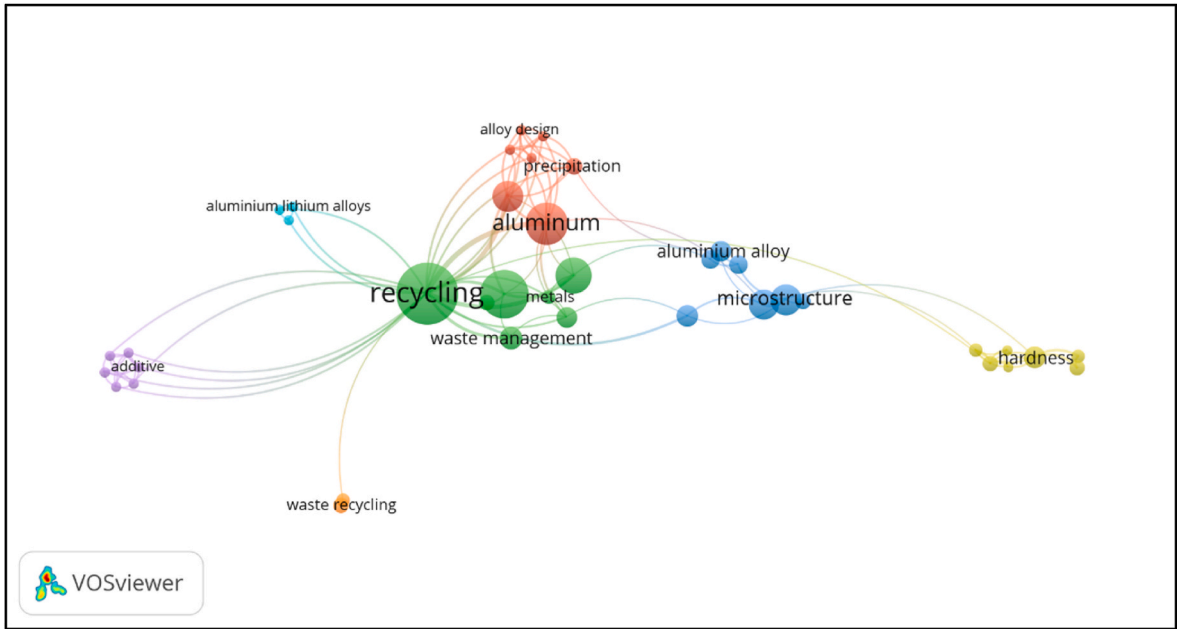 alloy design
precipitation
aluminium lithium alloys
aluminum
aluminium alloy
recycling
metals
microstructure
waste management
additive
hardness
waste recycling
VOSviewer